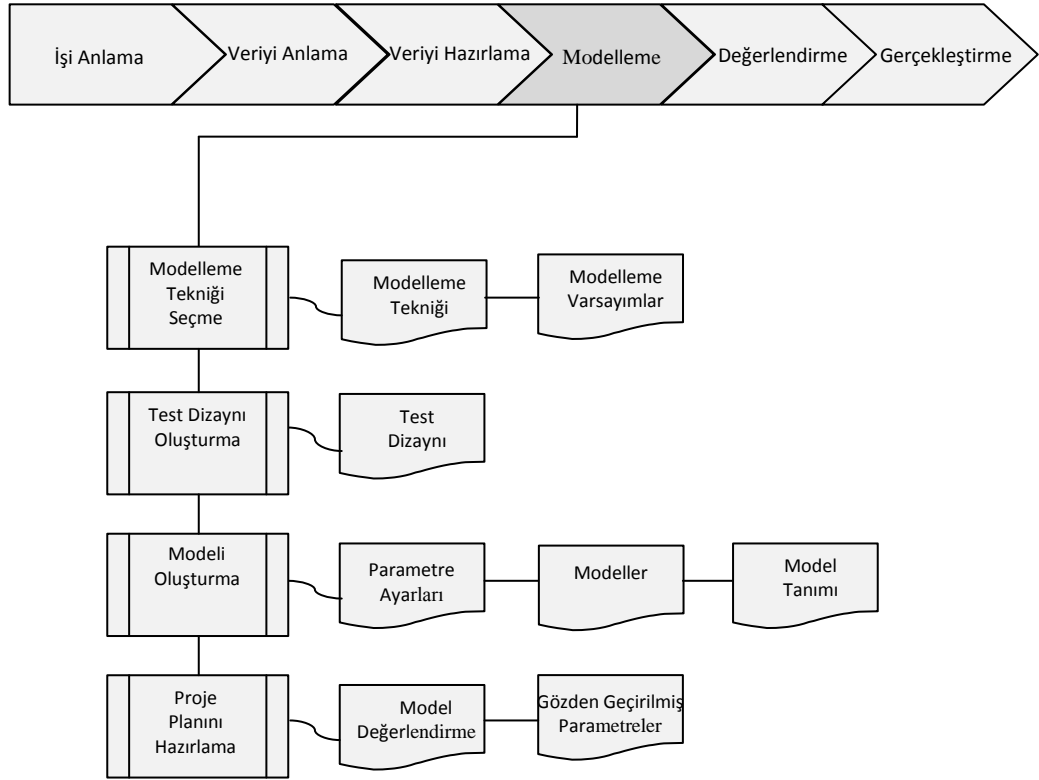 İşi Anlama
Veriyi Anlama
Veriyi Hazırlama
Modelleme
Değerlendirme
Gerçekleştirme
Modelleme
Tekniği
Seçme
Modelleme
Tekniği
Modelleme
Varsayımlar
Test Dizaynı
Oluşturma
Test
Dizaynı
Modeli
Oluşturma
Parametre
Ayarları
Modeller
Model
Tanımı
Proje
Planını
Hazırlama
Model
Değerlendirme
Gözden Geçirilmiş
Parametreler